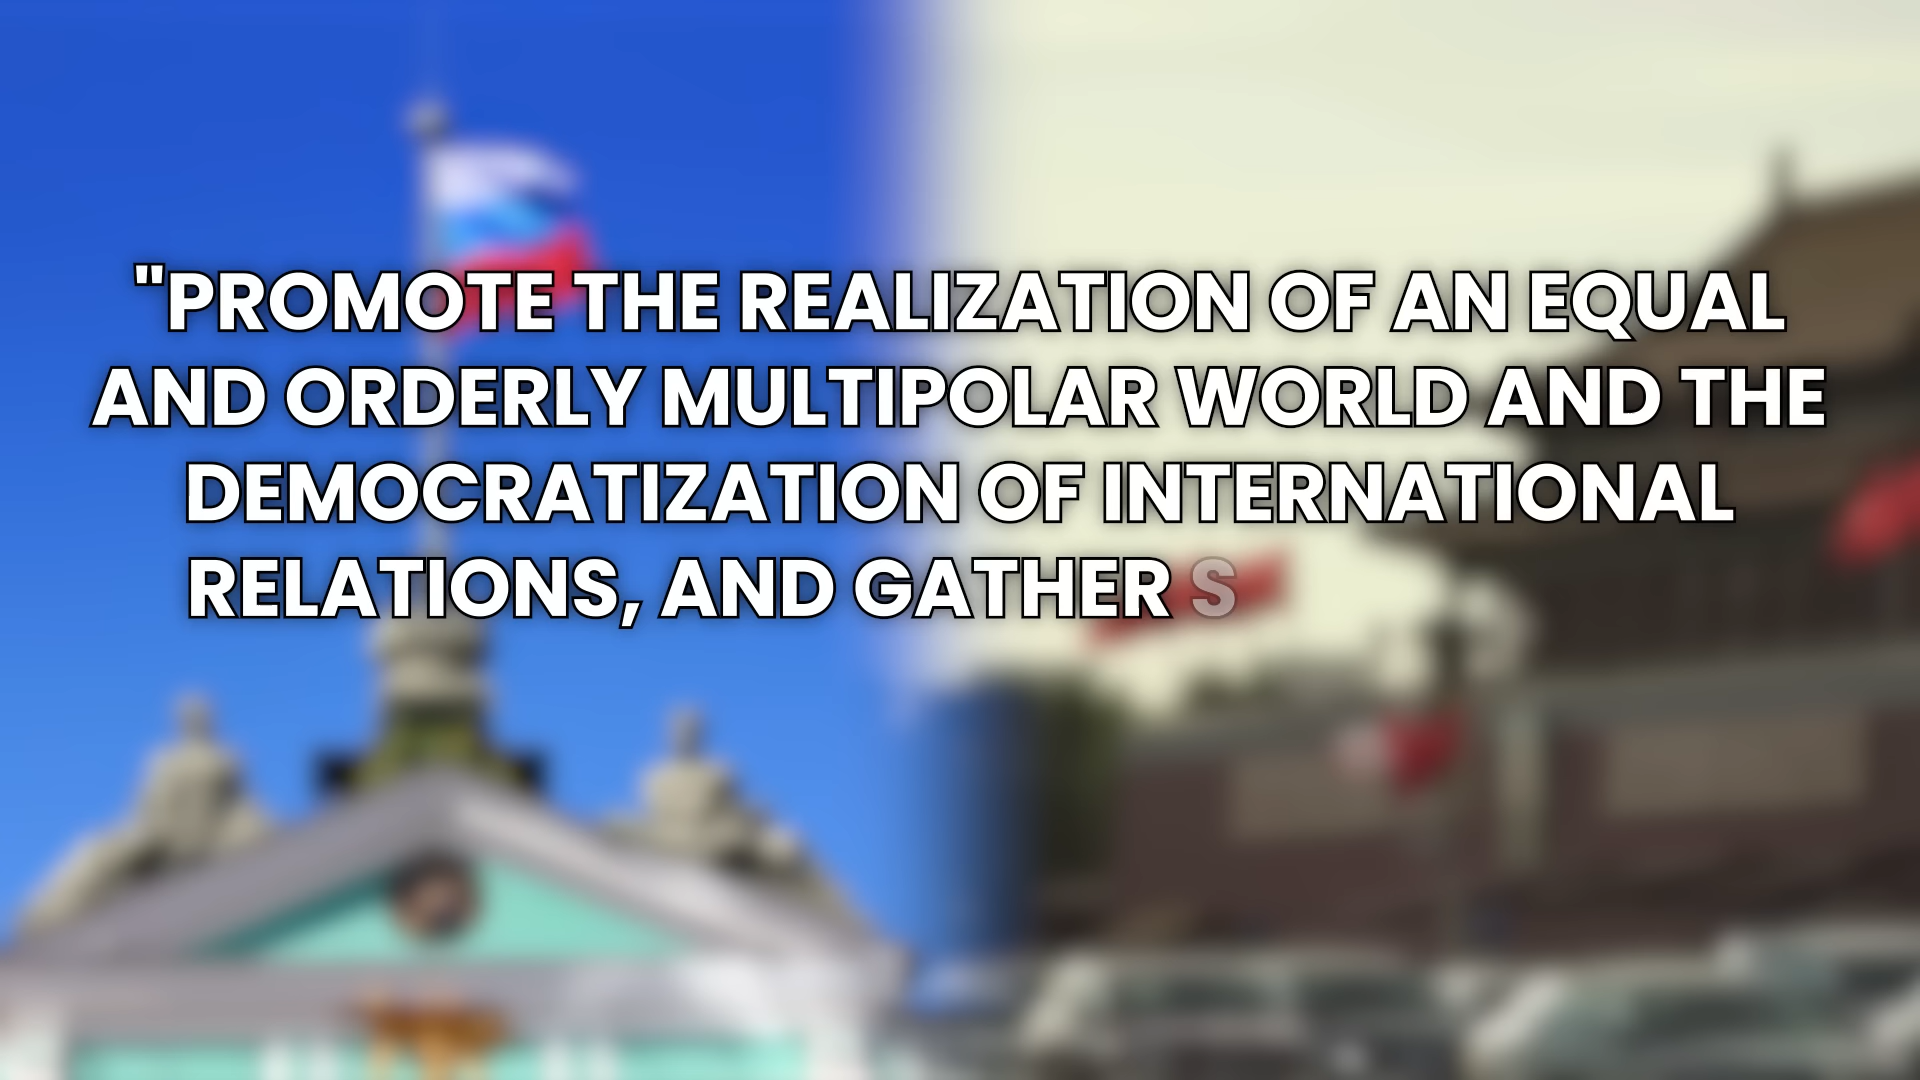 "PROMOTE THE REALIZATION OF AN EQUAL
AND ORDERLY MULTIPOLAR WORLD AND THE
DEMOCRATIZATION OF INTERNATIONAL
RELATIONS, AND GATHER S